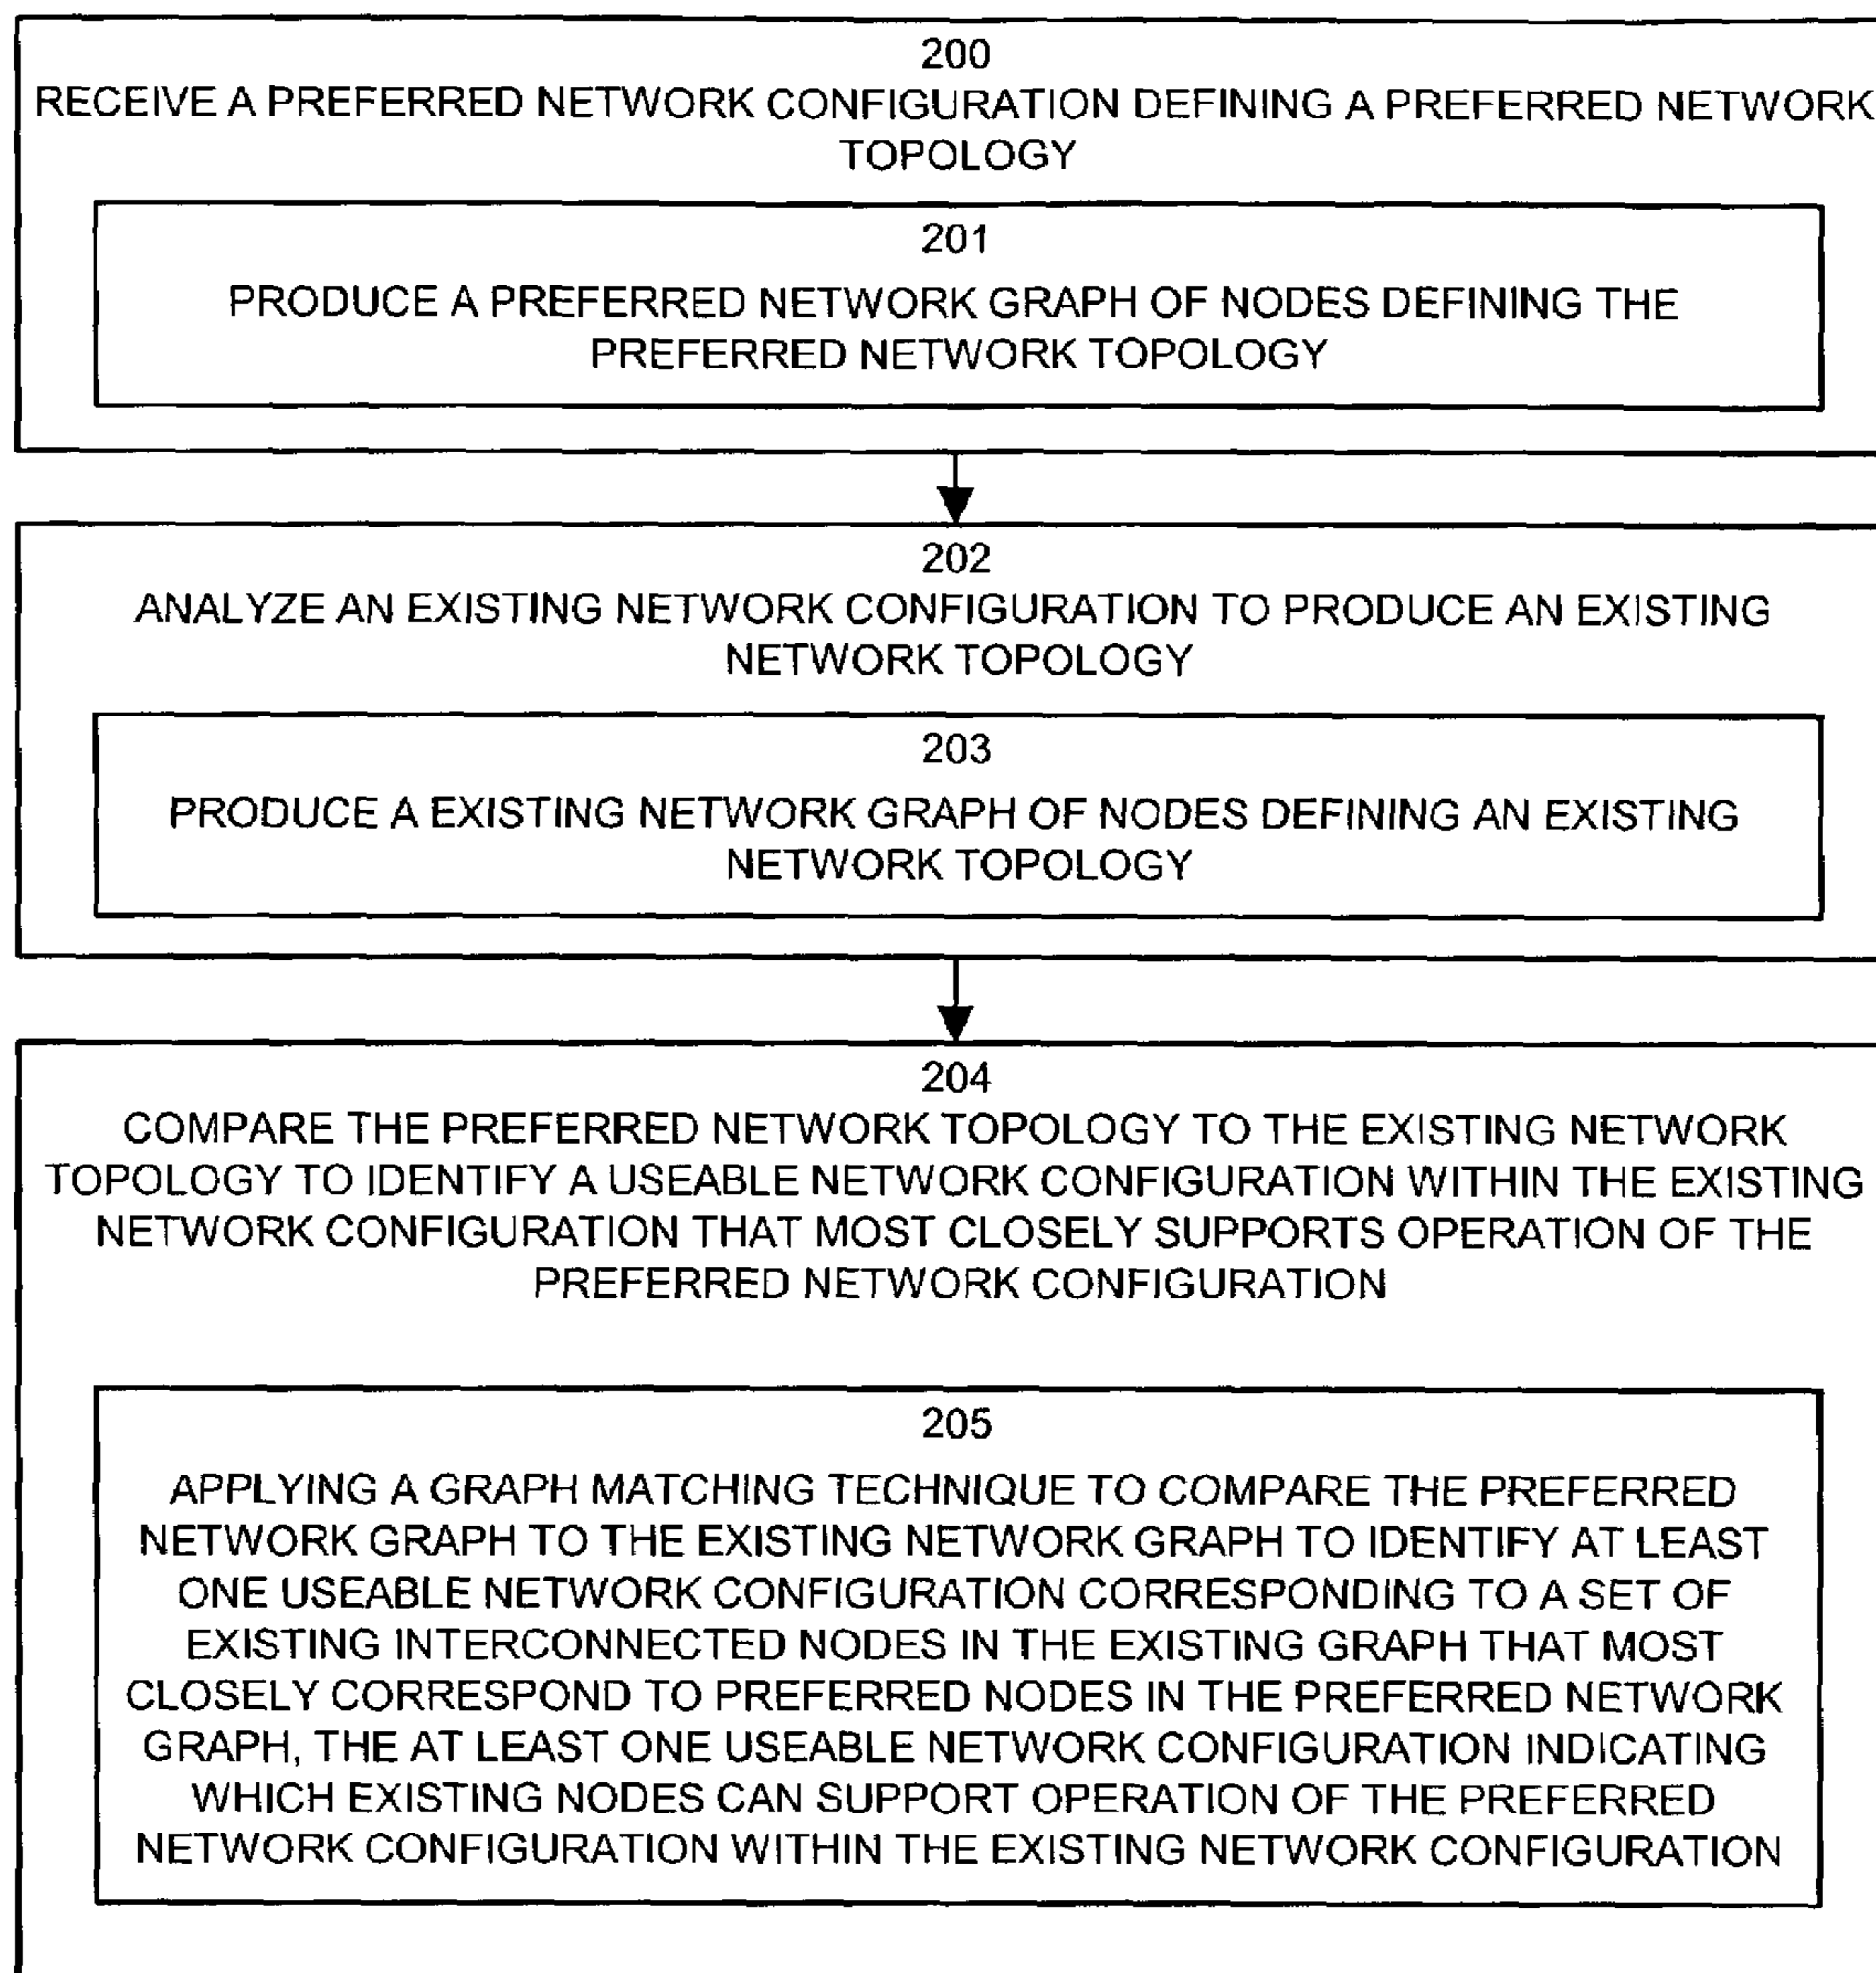 200
RECEIVE A PREFERRED NETWORK CONFIGURATION DEFINING A PREFERRED NETWORK
TOPOLOGY
201
PRODUCE A PREFERRED NETWORK GRAPH OF NODES DEFINING THE
PREFERRED NETWORK TOPOLOGY
202
ANALYZE AN EXISTING NETWORK CONFIGURATION TO PRODUCE AN EXISTING
NETWORK TOPOLOGY
203
PRODUCE A EXISTING NETWORK GRAPH OF NODES DEFINING AN EXISTING
NETWORK TOPOLOGY
204
COMPARE THE PREFERRED NETWORK TOPOLOGY TO THE EXISTING NETWORK
TOPOLOGY TO IDENTIFY A USEABLE NETWORK CONFIGURATION WITHIN THE EXISTING
NETWORK CONFIGURATION THAT MOST CLOSELY SUPPORTS OPERATION OF THE
PREFERRED NETWORK CONFIGURATION
205
APPLYING A GRAPH MATCHING TECHNIQUE TO COMPARE THE PREFERRED
NETWORK GRAPH TO THE EXISTING NETWORK GRAPH TO IDENTIFY AT LEAST
ONE USEABLE NETWORK CONFIGURATION CORRESPONDING TO A SET OF
EXISTING INTERCONNECTED NODES IN THE EXISTING GRAPH THAT MOST
CLOSELY CORRESPOND TO PREFERRED NODES IN THE PREFERRED NETWORK
GRAPH, THE AT LEAST ONE USEABLE NETWORK CONFIGURATION INDICATING
WHICH EXISTING NODES CAN SUPPORT OPERATION OF THE PREFERRED
NETWORK CONFIGURATION WITHIN THE EXISTING NETWORK CONFIGURATION